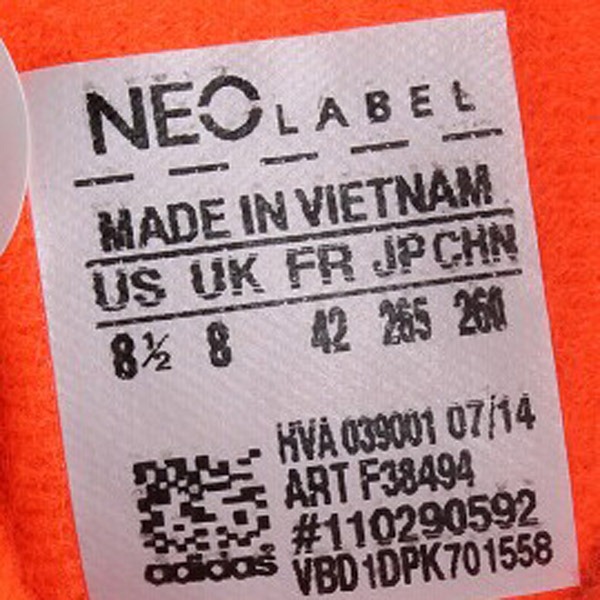 NEO LABEL
MADE IN VIETNAM
US UK FR JP CHN
8½ 8 42 265 260
HVA 039001 07/14
ART F38494
#110290592
adidas VBD1DPK701558